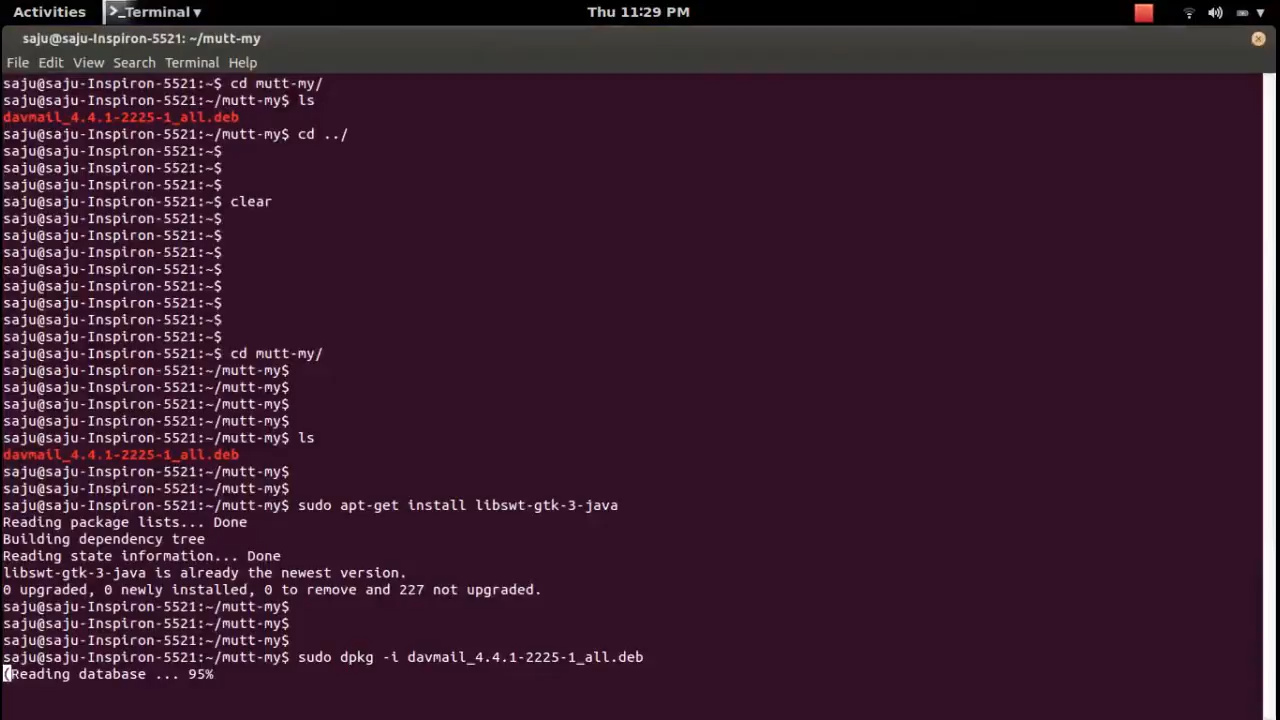 Activities >_Terminal ▾ Thu 11:29 PM
saju@saju-Inspiron-5521: ~/mutt-my
File Edit View Search Terminal Help
saju@saju-Inspiron-5521:~$ cd mutt-my/
saju@saju-Inspiron-5521:~/mutt-my$ ls
davmail_4.4.1-2225-1_all.deb
saju@saju-Inspiron-5521:~/mutt-my$ cd ../
saju@saju-Inspiron-5521:~$
saju@saju-Inspiron-5521:~$
saju@saju-Inspiron-5521:~$
saju@saju-Inspiron-5521:~$ clear
saju@saju-Inspiron-5521:~$
saju@saju-Inspiron-5521:~$
saju@saju-Inspiron-5521:~$
saju@saju-Inspiron-5521:~$
saju@saju-Inspiron-5521:~$
saju@saju-Inspiron-5521:~$
saju@saju-Inspiron-5521:~$
saju@saju-Inspiron-5521:~$
saju@saju-Inspiron-5521:~$ cd mutt-my/
saju@saju-Inspiron-5521:~/mutt-my$
saju@saju-Inspiron-5521:~/mutt-my$
saju@saju-Inspiron-5521:~/mutt-my$
saju@saju-Inspiron-5521:~/mutt-my$
saju@saju-Inspiron-5521:~/mutt-my$ ls
davmail_4.4.1-2225-1_all.deb
saju@saju-Inspiron-5521:~/mutt-my$
saju@saju-Inspiron-5521:~/mutt-my$
saju@saju-Inspiron-5521:~/mutt-my$ sudo apt-get install libswt-gtk-3-java
Reading package lists... Done
Building dependency tree
Reading state information... Done
libswt-gtk-3-java is already the newest version.
0 upgraded, 0 newly installed, 0 to remove and 227 not upgraded.
saju@saju-Inspiron-5521:~/mutt-my$
saju@saju-Inspiron-5521:~/mutt-my$
saju@saju-Inspiron-5521:~/mutt-my$
saju@saju-Inspiron-5521:~/mutt-my$ sudo dpkg -i davmail_4.4.1-2225-1_all.deb
(Reading database ... 95%